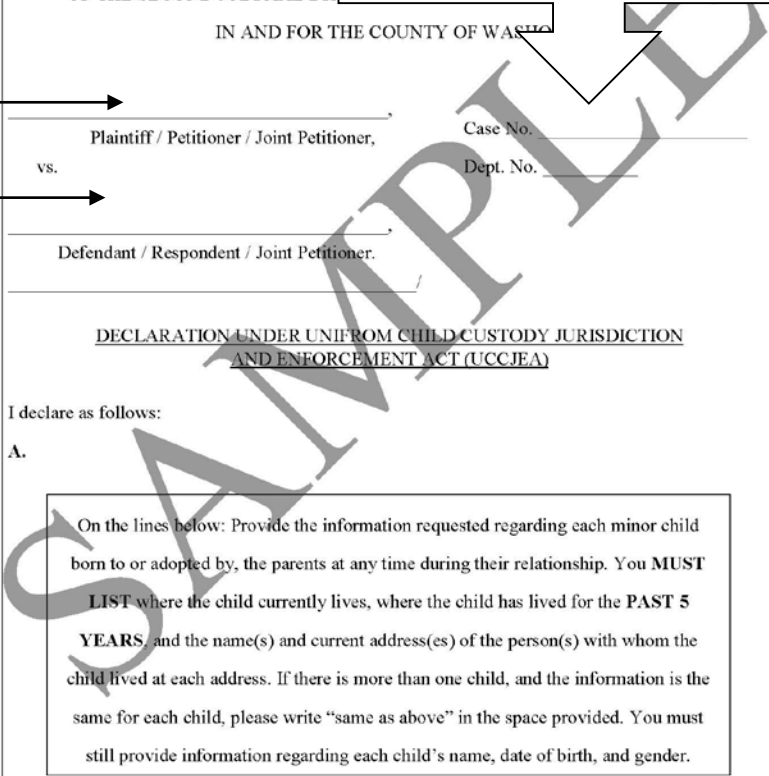 IN AND FOR THE COUNTY OF WASHO
Plaintiff / Petitioner / Joint Petitioner,
Case No.
vs.
Dept. No.
Defendant / Respondent / Joint Petitioner.
/
DECLARATION UNDER UNIFROM CHILD CUSTODY JURISDICTION
AND ENFORCEMENT ACT (UCCJEA)
I declare as follows:
A.
On the lines below: Provide the information requested regarding each minor child
born to or adopted by, the parents at any time during their relationship. You MUST
LIST where the child currently lives, where the child has lived for the PAST 5
YEARS, and the name(s) and current address(es) of the person(s) with whom the
child lived at each address. If there is more than one child, and the information is the
same for each child, please write “same as above” in the space provided. You must
still provide information regarding each child’s name, date of birth, and gender.
SAMPLE